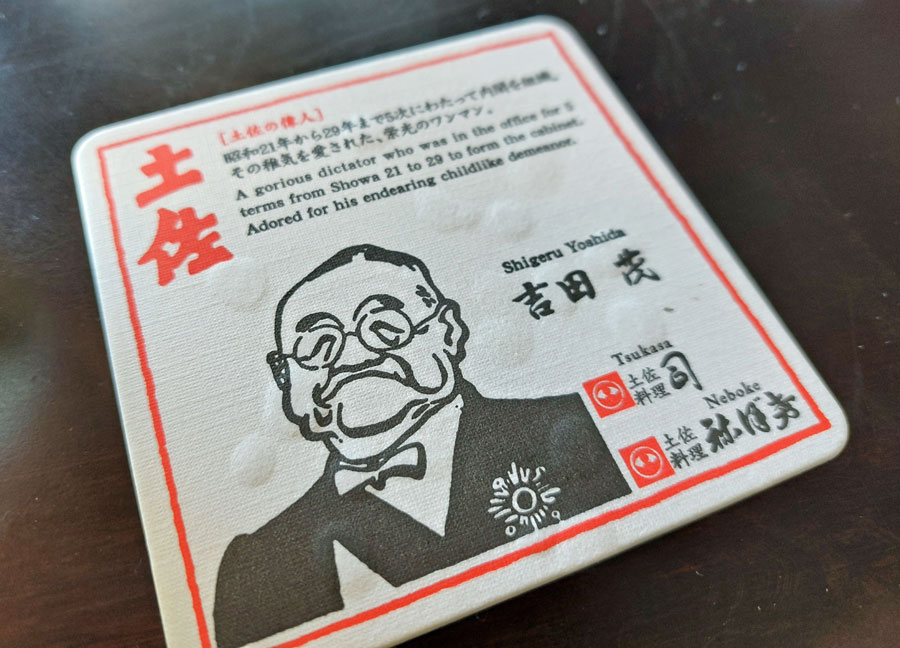 土佐
[土佐の偉人]
昭和21年から29年まで5次にわたって内閣を組織。
その稚気を愛された、栄光のワンマン。
A gorious dictator who was in the office for 5
terms from Showa 21 to 29 to form the cabinet.
Adored for his endearing childlike demeanor.
Shigeru Yoshida
吉田 茂
Tsukasa
土佐料理 司
Neboke
土佐料理 祢保希